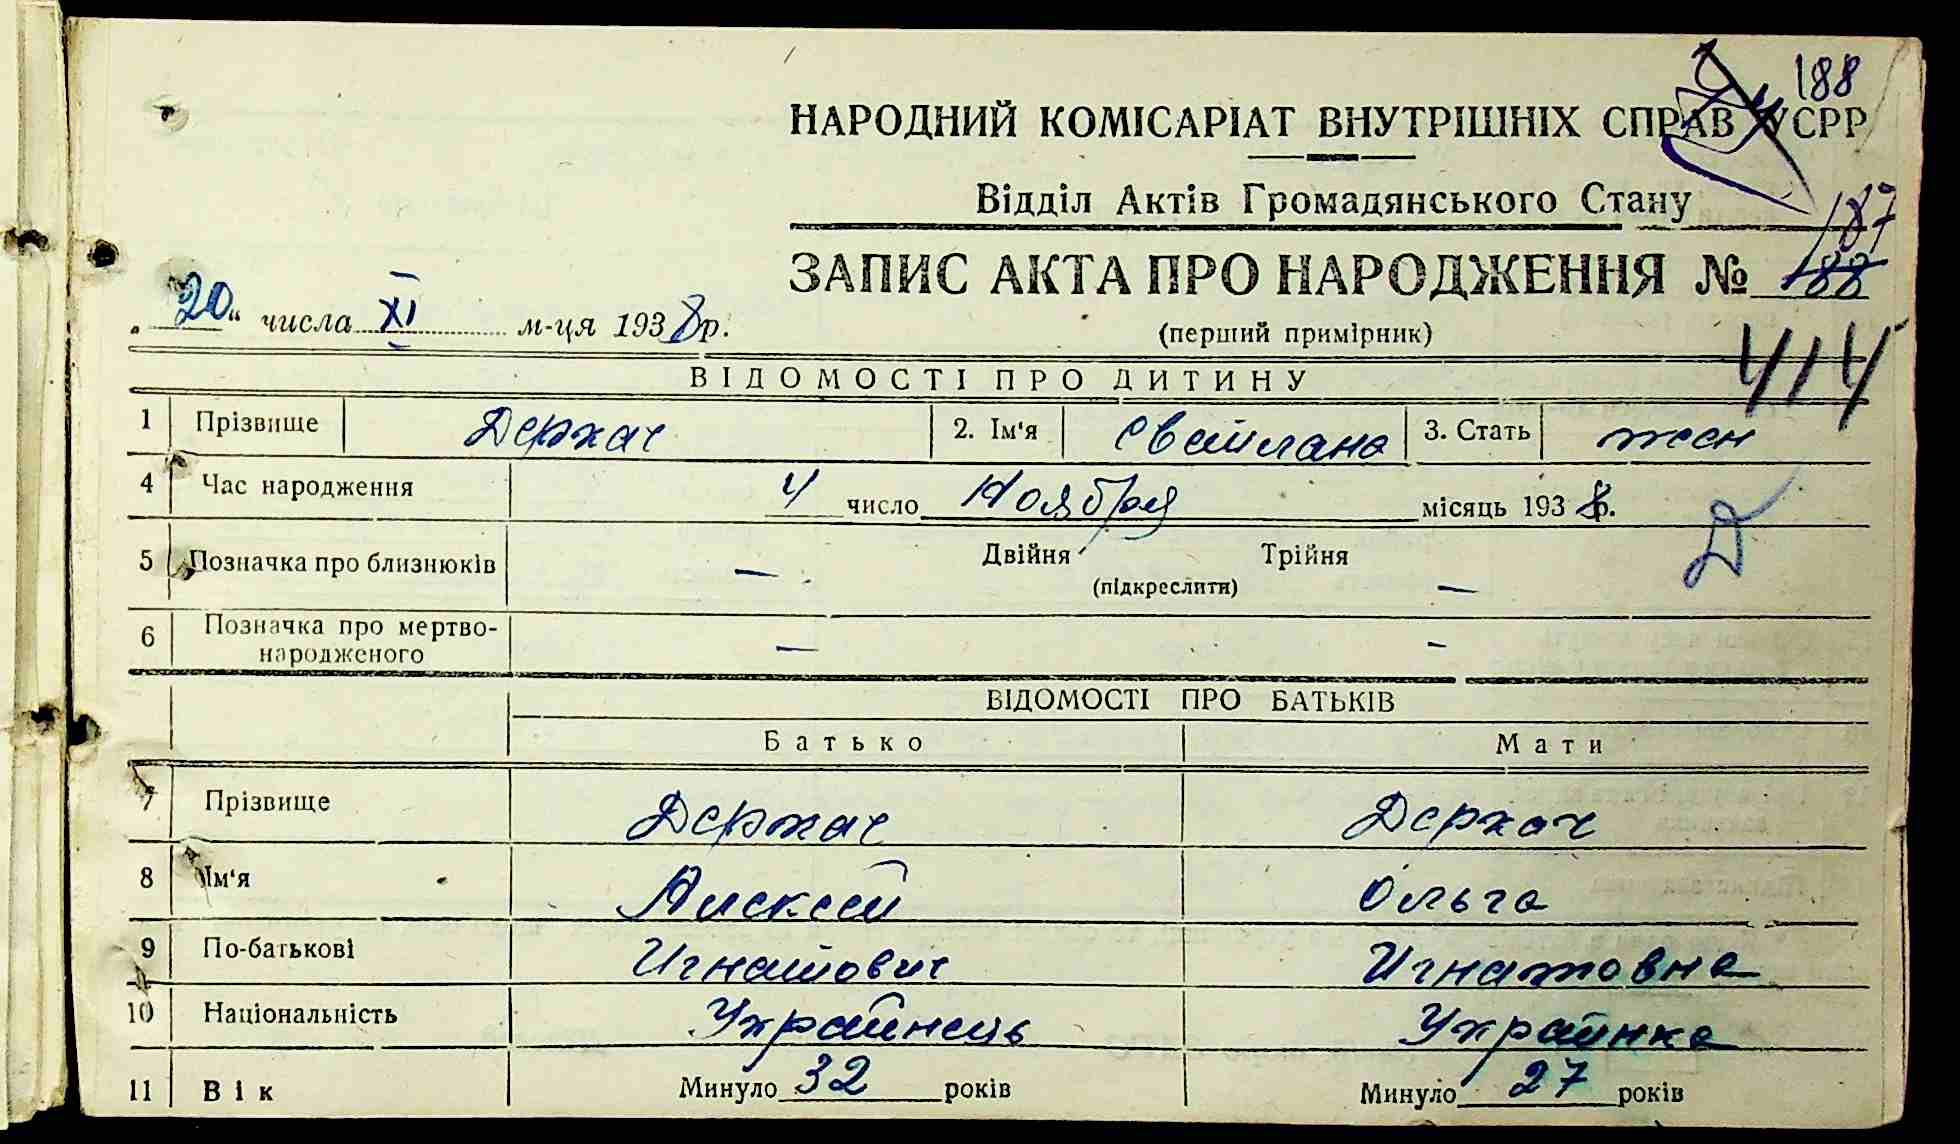 188
НАРОДНИЙ КОМІСАРІАТ ВНУТРІШНІХ СПРАВ УСРР
Відділ Актів Громадянського Стану
187
ЗАПИС АКТА ПРО НАРОДЖЕННЯ № 188
„20“ числа XI м-ця 1938р.
(перший примірник)
414
ВІДОМОСТІ ПРО ДИТИНУ
1 Прізвище Держач 2. Ім'я Светлана 3. Стать жен
4 Час народження 4 число Ноября місяць 1938р.
Д
5 Позначка про близнюків — Двійня Трійня
(підкреслити) —
6 Позначка про мертво-
народженого — -
ВІДОМОСТІ ПРО БАТЬКІВ
Батько Мати
7 Прізвище Держач Держач
8 Ім'я Алексей Ольга
9 По-батькові Игнатович Игнатовна
10 Національність Українець Українка
11 Вік Минуло 32 років Минуло 27 років